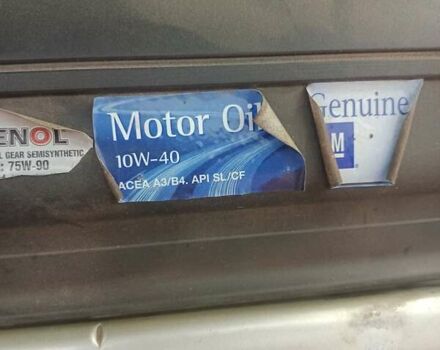 ENOL
GEAR SEMISYNTHETIC
: 75W-90
Motor Oil
10W-40
ACEA A3/B4. API SL/CF
Genuine
M